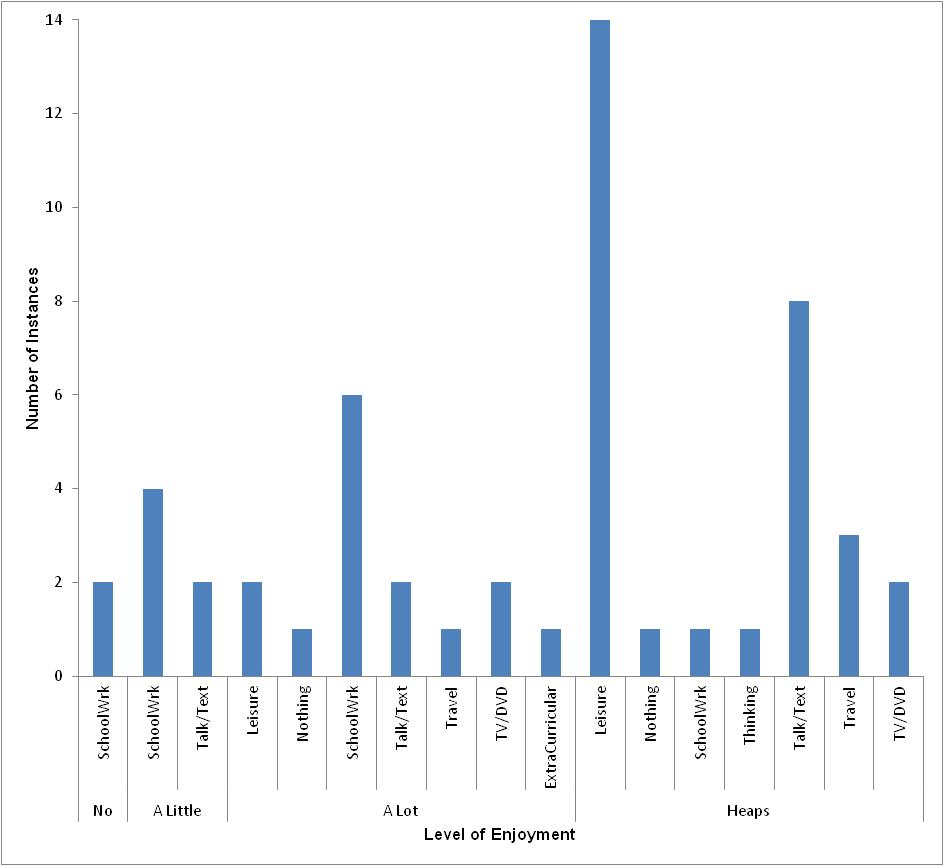 14
12
10
8
6
4
2
0
Number of Instances
SchoolWrk
SchoolWrk
Talk/Text
Leisure
Nothing
SchoolWrk
Talk/Text
Travel
TV/DVD
ExtraCurricular
Leisure
Nothing
SchoolWrk
Thinking
Talk/Text
Travel
TV/DVD
No
A Little
A Lot
Heaps
Level of Enjoyment